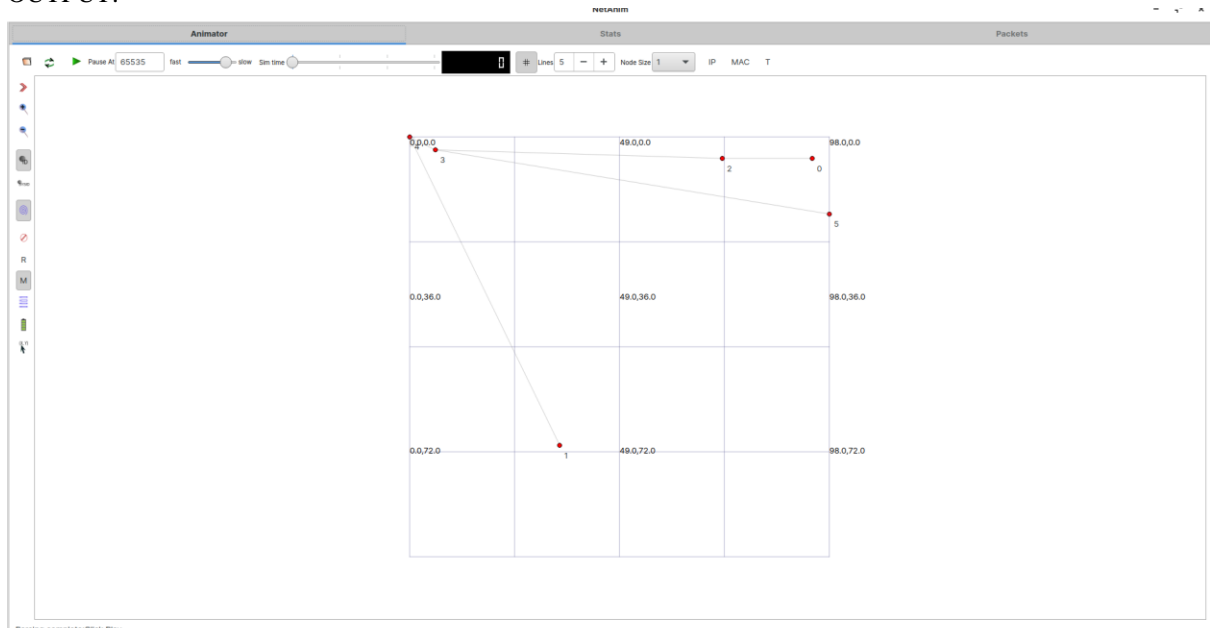 OUTPUT:
NetAnim
Animator Stats Packets
Pause At 65535 fast slow Sim time 0 # Lines 5 − + Node Size 1 IP MAC T
0.0,0.0 49.0,0.0 98.0,0.0
4 3 2 0
5
R
M
0.0,36.0 49.0,36.0 98.0,36.0
0.0,72.0 49.0,72.0 98.0,72.0
1